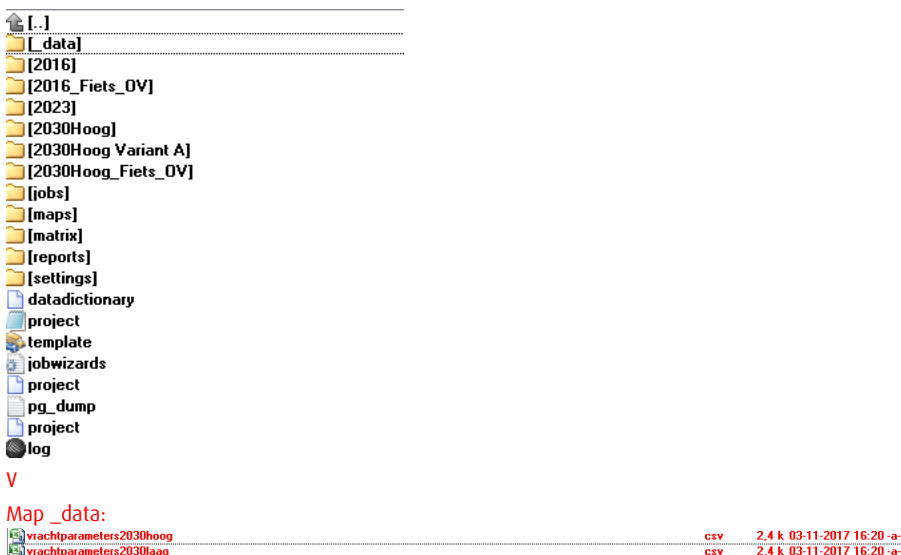 [..]
[_data]
[2016]
[2016_Fiets_OV]
[2023]
[2030Hoog]
[2030Hoog Variant A]
[2030Hoog_Fiets_OV]
[jobs]
[maps]
[matrix]
[reports]
[settings]
datadictionary
project
template
jobwizards
project
pg_dump
project
log
V
Map _data:
vrachtparameters2030hoog csv 2,4 k 03-11-2017 16:20 -a-
vrachtparameters2030laag csv 2,4 k 03-11-2017 16:20 -a-